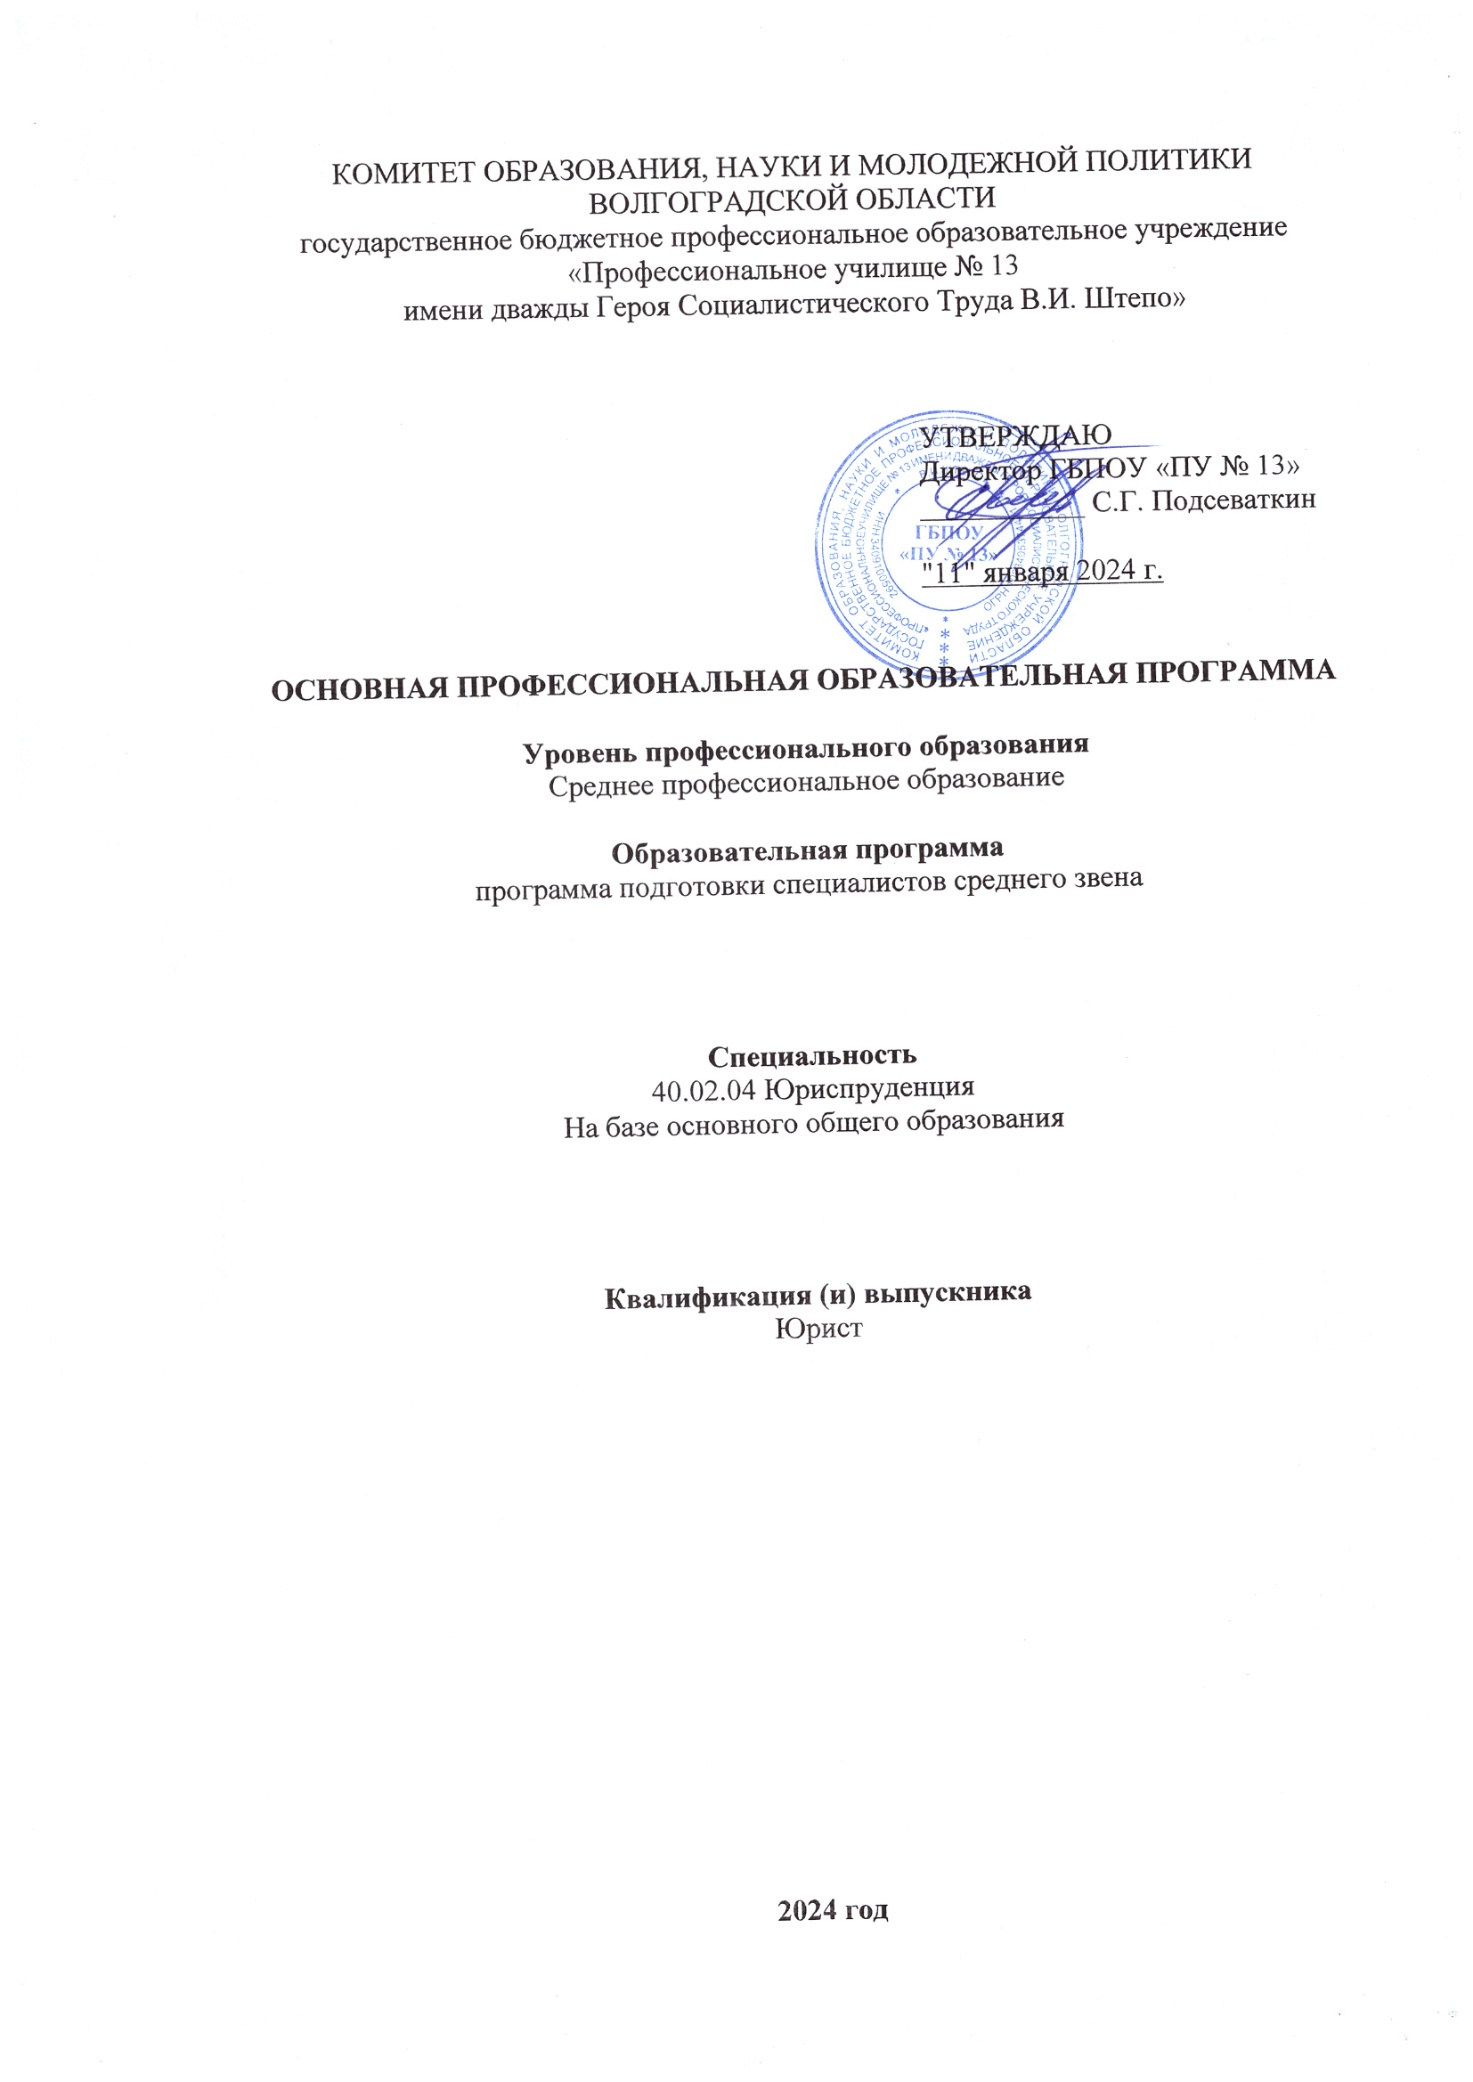 КОМИТЕТ ОБРАЗОВАНИЯ, НАУКИ И МОЛОДЕЖНОЙ ПОЛИТИКИ
ВОЛГОГРАДСКОЙ ОБЛАСТИ
государственное бюджетное профессиональное образовательное учреждение
«Профессиональное училище № 13
имени дважды Героя Социалистического Труда В.И. Штепо»
УТВЕРЖДАЮ
Директор ГБПОУ «ПУ № 13»
С.Г. Подсеваткин
ГБПОУ
«ПУ № 13»
"11" января 2024 г.
ОСНОВНАЯ ПРОФЕССИОНАЛЬНАЯ ОБРАЗОВАТЕЛЬНАЯ ПРОГРАММА
Уровень профессионального образования
Среднее профессиональное образование
Образовательная программа
программа подготовки специалистов среднего звена
Специальность
40.02.04 Юриспруденция
На базе основного общего образования
Квалификация (и) выпускника
Юрист
2024 год